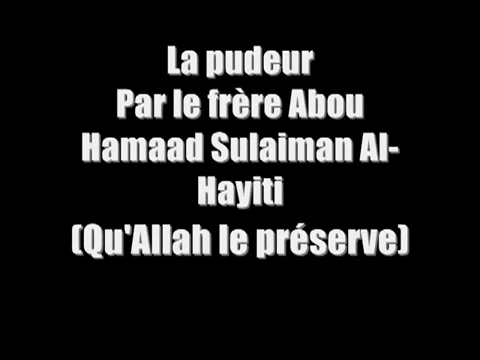 La pudeur
Par le frère Abou
Hamaad Sulaiman Al-
Hayiti
(Qu'Allah le préserve)